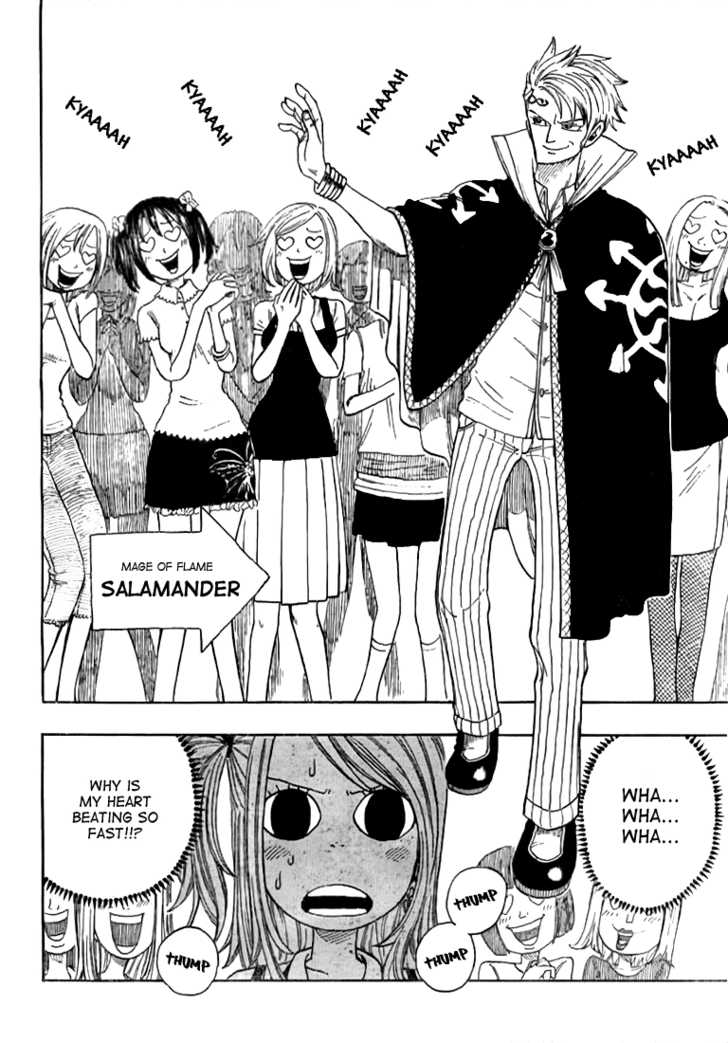 KYAAAAH
KYAAAAH
KYAAAAH
KYAAAAH
KYAAAAH
MAGE OF FLAME
SALAMANDER
WHA...
WHA...
WHA...
WHY IS
MY HEART
BEATING SO
FAST!!?
THUMP
THUMP
THUMP